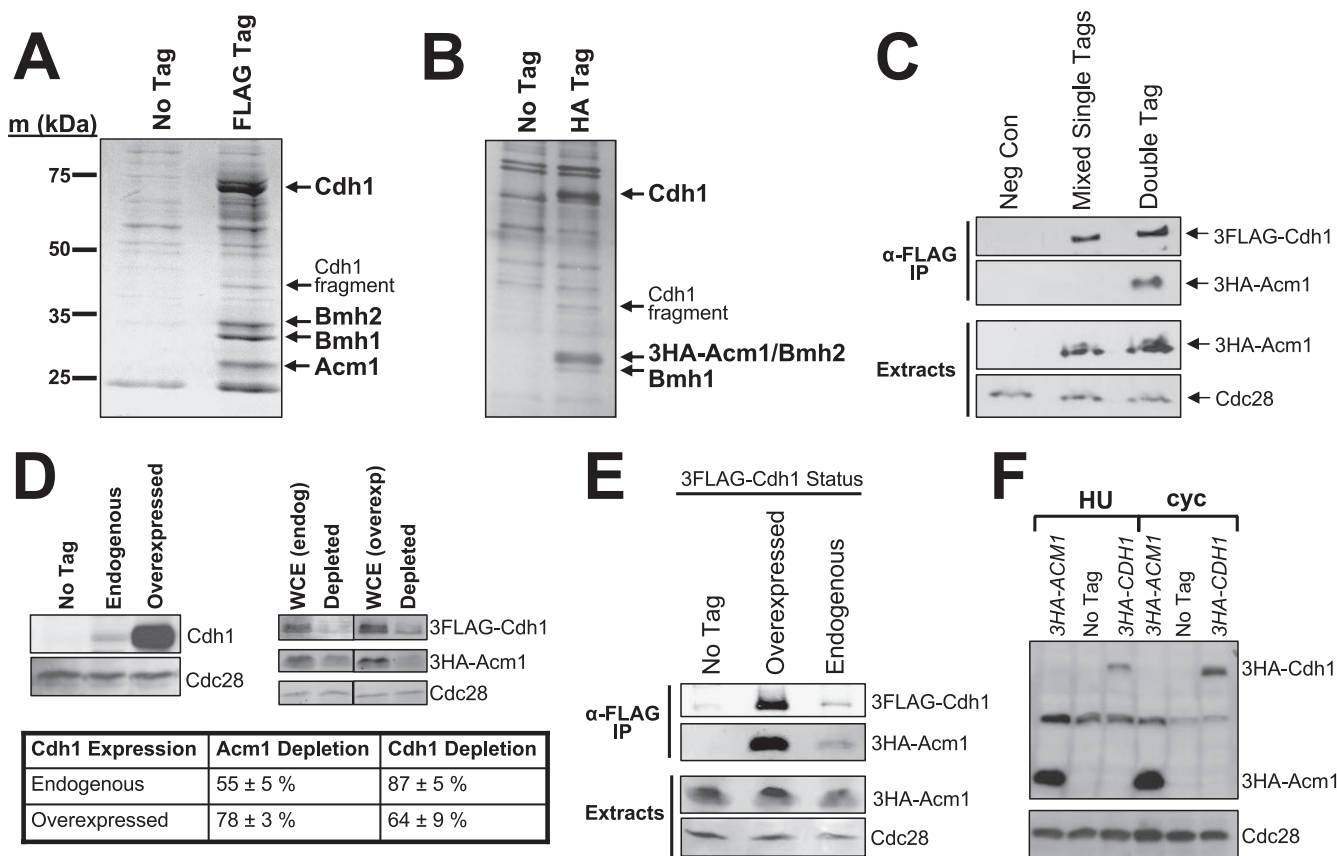 A
m (kDa)
No Tag
FLAG Tag
75
50
35
25
Cdh1
Cdh1
fragment
Bmh2
Bmh1
Acm1
B
No Tag
HA Tag
Cdh1
Cdh1
fragment
3HA-Acm1/Bmh2
Bmh1
C
Neg Con
Mixed Single Tags
Double Tag
α-FLAG
IP
3FLAG-Cdh1
3HA-Acm1
Extracts
3HA-Acm1
Cdc28
D
No Tag
Endogenous
Overexpressed
Cdh1
Cdc28
WCE (endog)
Depleted
WCE (overexp)
Depleted
3FLAG-Cdh1
3HA-Acm1
Cdc28
Cdh1 Expression Acm1 Depletion Cdh1 Depletion
Endogenous 55 ± 5 % 87 ± 5 %
Overexpressed 78 ± 3 % 64 ± 9 %
E
3FLAG-Cdh1 Status
No Tag
Overexpressed
Endogenous
α-FLAG
IP
3FLAG-Cdh1
3HA-Acm1
Extracts
3HA-Acm1
Cdc28
F
HU cyc
3HA-ACM1
No Tag
3HA-CDH1
3HA-ACM1
No Tag
3HA-CDH1
3HA-Cdh1
3HA-Acm1
Cdc28